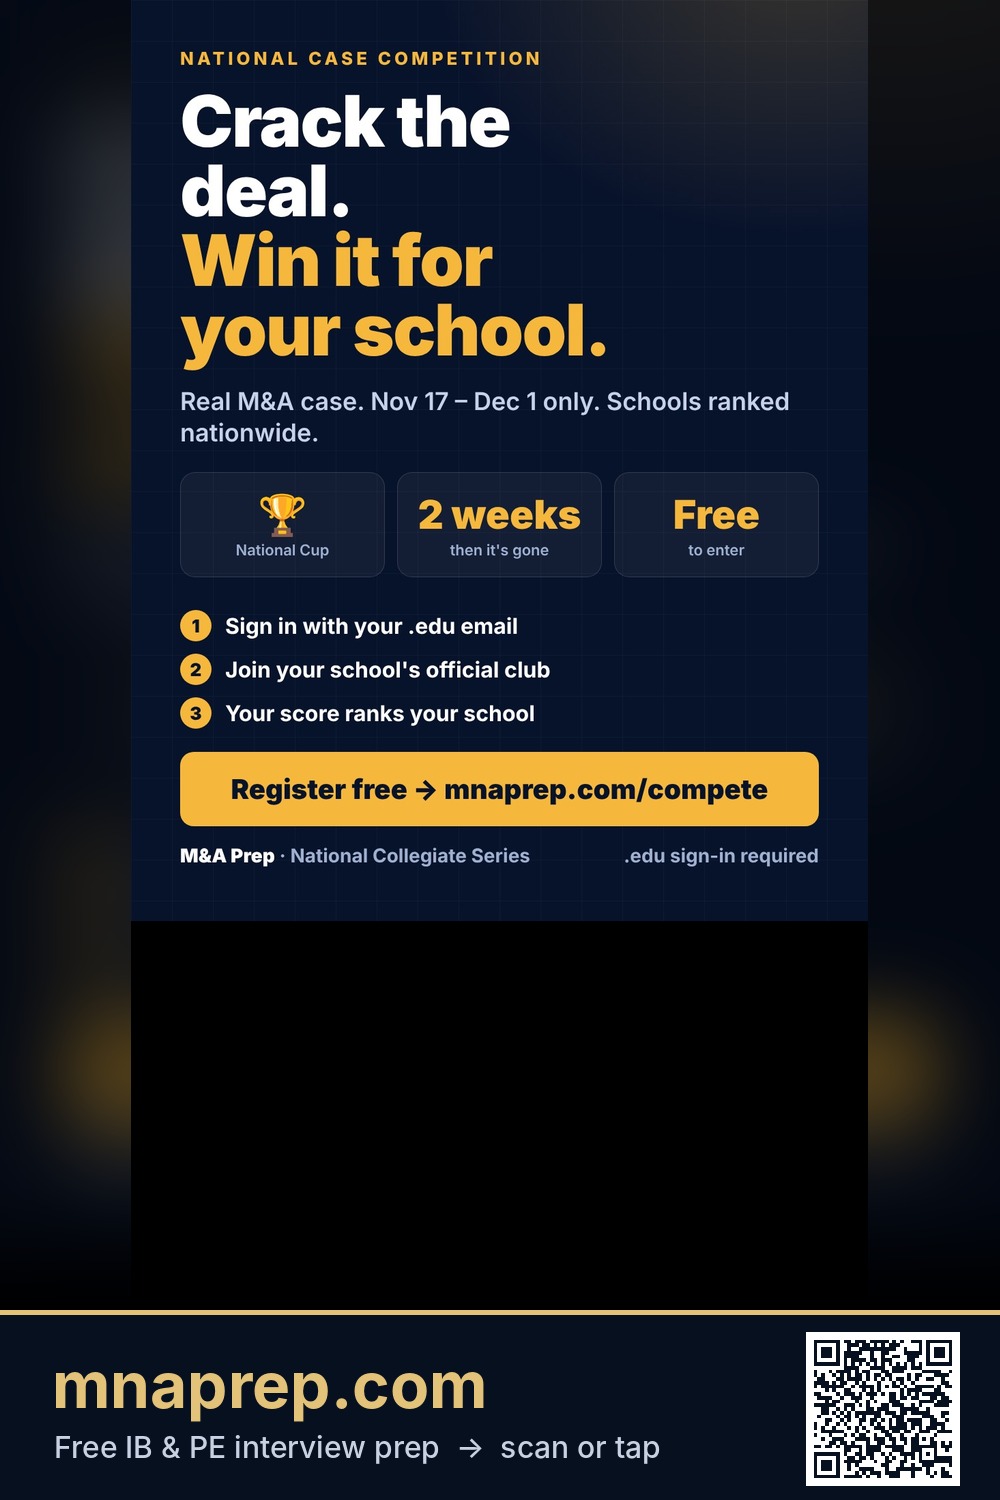 NATIONAL CASE COMPETITION
Crack the
deal.
Win it for
your school.
Real M&A case. Nov 17 – Dec 1 only. Schools ranked
nationwide.
National Cup
2 weeks
then it's gone
Free
to enter
1 Sign in with your .edu email
2 Join your school's official club
3 Your score ranks your school
Register free → mnaprep.com/compete
M&A Prep · National Collegiate Series
.edu sign-in required
mnaprep.com
Free IB & PE interview prep → scan or tap